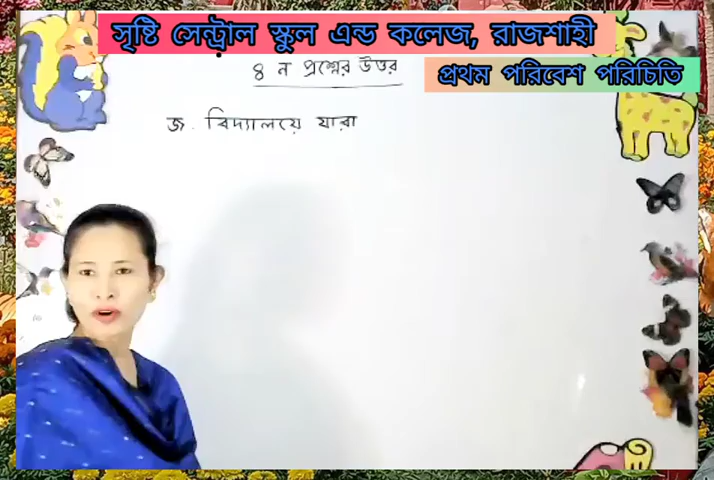 সৃষ্টি সেন্ট্রাল স্কুল এন্ড কলেজ, রাজশাহী
৪ ন প্রশ্নের উত্তর
প্রথম পরিবেশ পরিচিতি
জ. বিদ্যালয়ে যারা